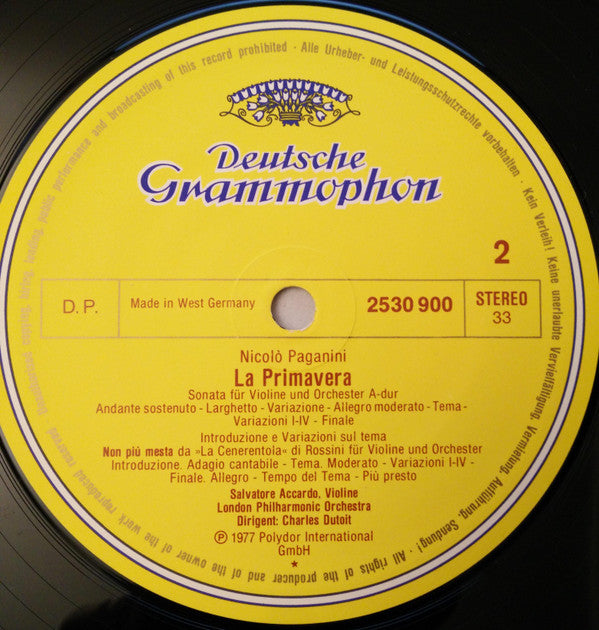 Deutsche
Grammophon
2
D.P.
Made in West Germany
2530 900
STEREO
33
Nicolò Paganini
La Primavera
Sonata für Violine und Orchester A-dur
Andante sostenuto - Larghetto - Variazione - Allegro moderato - Tema -
Variazioni I-IV - Finale
Introduzione e Variazioni sul tema
Non più mesta da »La Cenerentola« di Rossini für Violine und Orchester
Introduzione. Adagio cantabile - Tema. Moderato - Variazioni I-IV -
Finale. Allegro - Tempo del Tema - Più presto
Salvatore Accardo, Violine
London Philharmonic Orchestra
Dirigent: Charles Dutoit
℗ 1977 Polydor International
GmbH
*
Alle Urheber- und Leistungsschutzrechte vorbehalten · Kein Verleih! Keine unerlaubte Vervielfältigung, Vermietung, Aufführung, Sendung! · All rights of the producer and of the owner of the work reproduced reserved. performance and broadcasting of this record prohibited ·